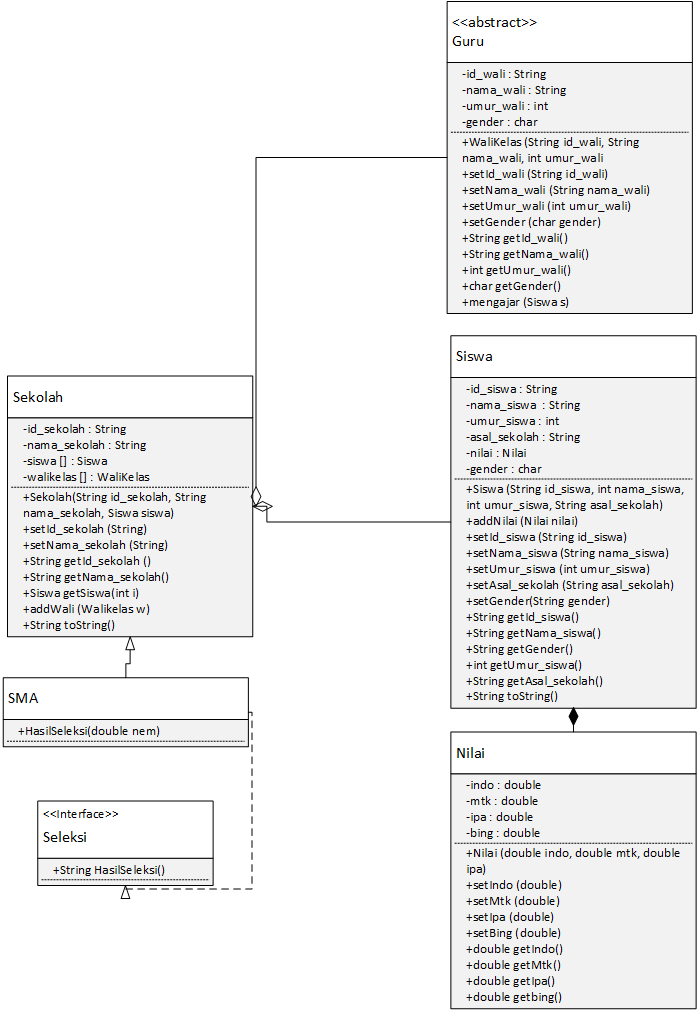 <<abstract>>
Guru
-id_wali : String
-nama_wali : String
-umur_wali : int
-gender : char
+WaliKelas (String id_wali, String
nama_wali, int umur_wali
+setId_wali (String id_wali)
+setNama_wali (String nama_wali)
+setUmur_wali (int umur_wali)
+setGender (char gender)
+String getId_wali()
+String getNama_wali()
+int getUmur_wali()
+char getGender()
+mengajar (Siswa s)
Siswa
-id_siswa : String
-nama_siswa : String
-umur_siswa : int
-asal_sekolah : String
-nilai : Nilai
-gender : char
+Siswa (String id_siswa, int nama_siswa,
int umur_siswa, String asal_sekolah)
+addNilai (Nilai nilai)
+setId_siswa (String id_siswa)
+setNama_siswa (String nama_siswa)
+setUmur_siswa (int umur_siswa)
+setAsal_sekolah (String asal_sekolah)
+setGender(String gender)
+String getId_siswa()
+String getNama_siswa()
+String getGender()
+int getUmur_siswa()
+String getAsal_sekolah()
+String toString()
Sekolah
-id_sekolah : String
-nama_sekolah : String
-siswa [] : Siswa
-walikelas [] : WaliKelas
+Sekolah(String id_sekolah, String
nama_sekolah, Siswa siswa)
+setId_sekolah (String)
+setNama_sekolah (String)
+String getId_sekolah ()
+String getNama_sekolah()
+Siswa getSiswa(int i)
+addWali (Walikelas w)
+String toString()
SMA
+HasilSeleksi(double nem)
<<Interface>>
Seleksi
+String HasilSeleksi()
Nilai
-indo : double
-mtk : double
-ipa : double
-bing : double
+Nilai (double indo, double mtk, double
ipa)
+setIndo (double)
+setMtk (double)
+setIpa (double)
+setBing (double)
+double getIndo()
+double getMtk()
+double getIpa()
+double getbing()